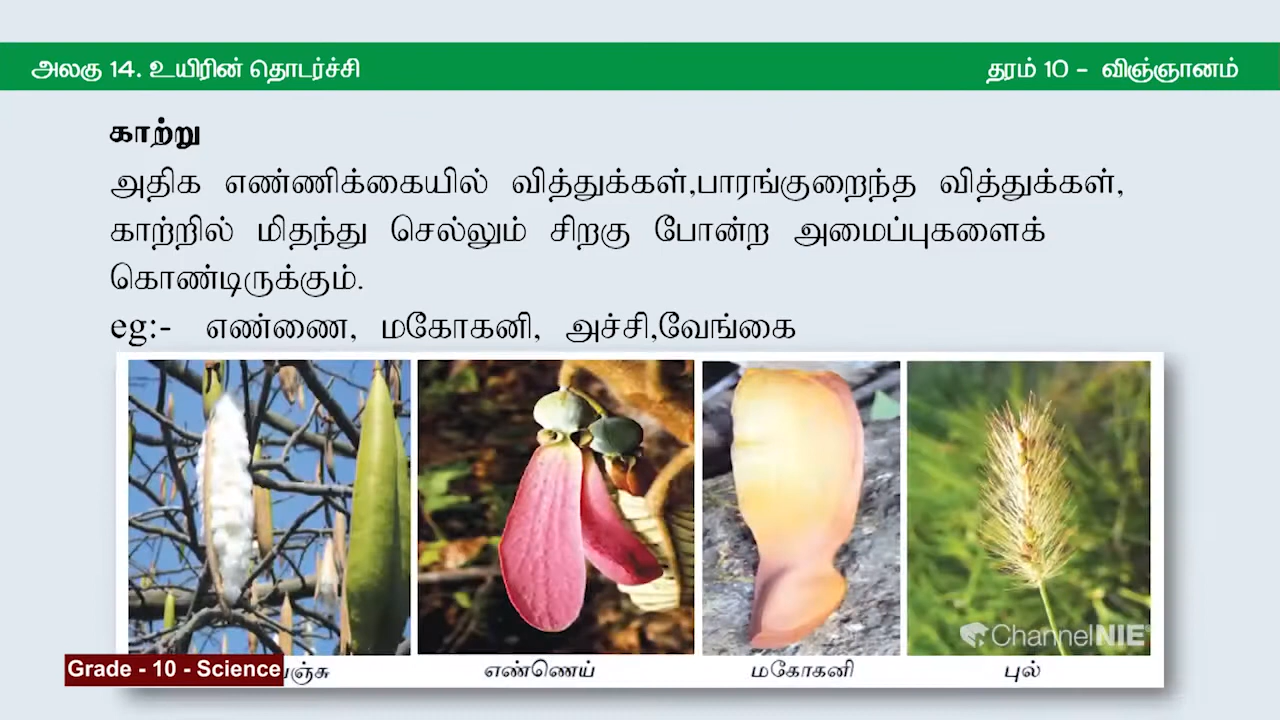 அலகு 14. உயிரின் தொடர்ச்சி
தரம் 10 - விஞ்ஞானம்
காற்று
அதிக எண்ணிக்கையில் வித்துக்கள்,பாரங்குறைந்த வித்துக்கள்,
காற்றில் மிதந்து செல்லும் சிறகு போன்ற அமைப்புகளைக்
கொண்டிருக்கும்.
eg:- எண்ணை, மகோகனி, அச்சி,வேங்கை
ChannelNIE
Grade - 10 - Science
எண்ணெய்
மகோகனி
புல்